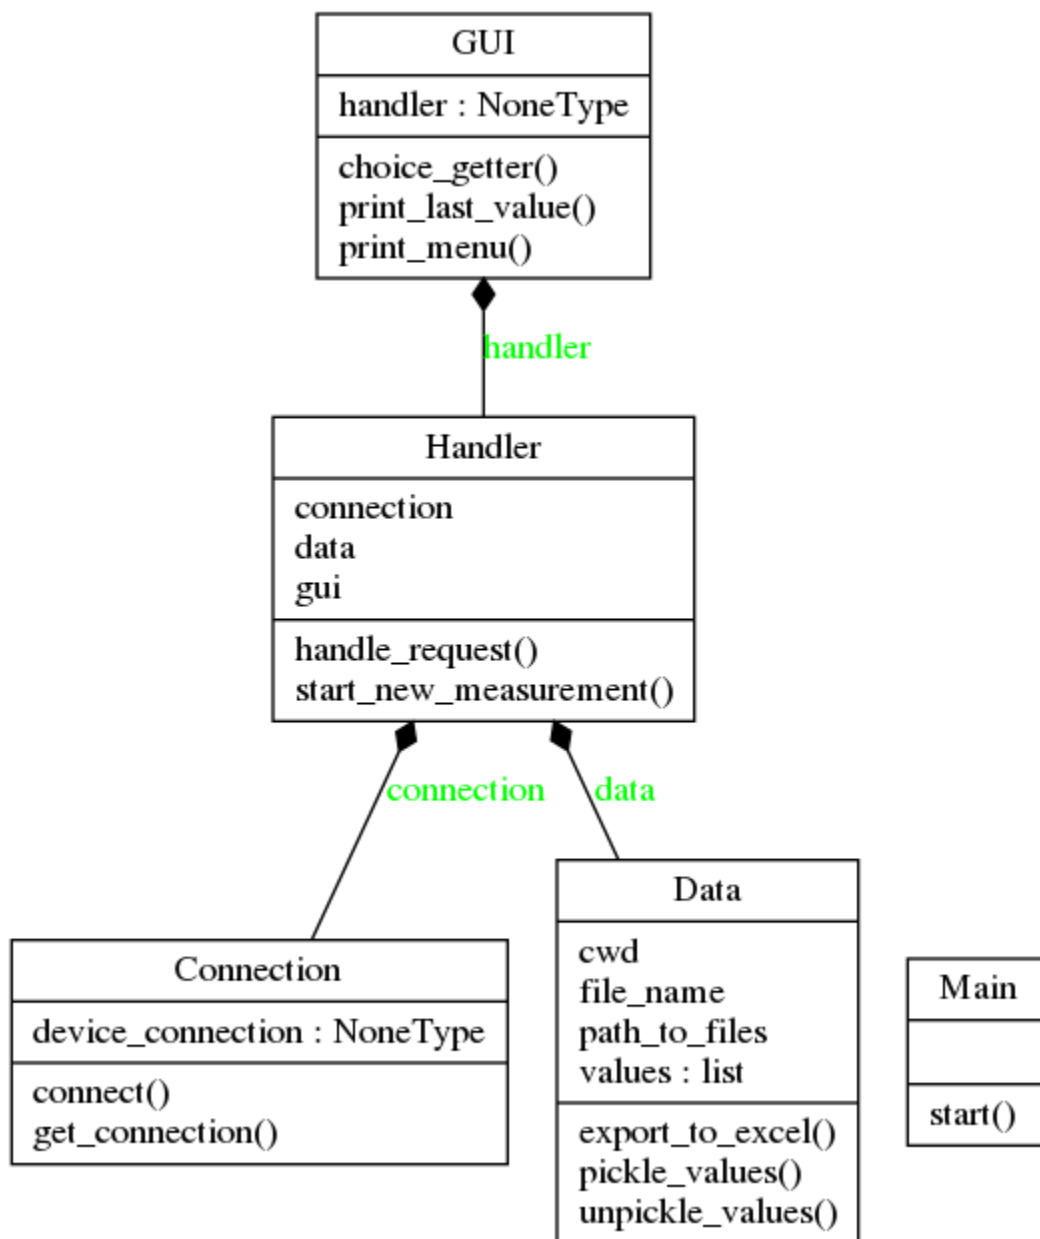 GUI
handler : NoneType
choice_getter()
print_last_value()
print_menu()
handler
Handler
connection
data
gui
handle_request()
start_new_measurement()
connection
data
Connection
device_connection : NoneType
connect()
get_connection()
Data
cwd
file_name
path_to_files
values : list
export_to_excel()
pickle_values()
unpickle_values()
Main
start()